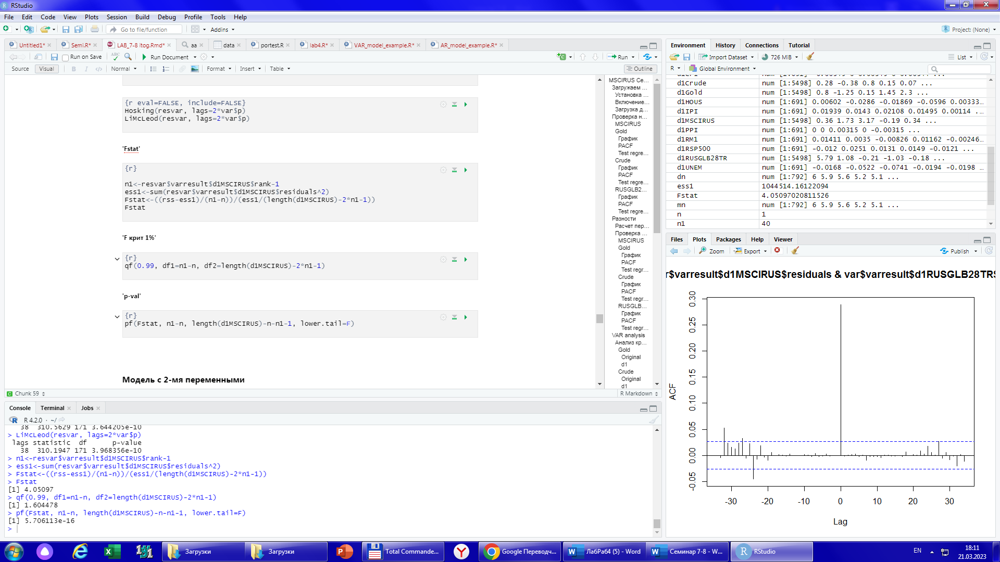 RStudio
File Edit Code View Plots Session Build Debug Profile Tools Help
Go to file/function Addins Project: (None)
Untitled1* Semi.R* LAB_7-8 itog.Rmd* aa data portest.R lab4.R* VAR_model_example.R* AR_model_example.R*
Run on Save ABC Run Document Run
Source Visual B I </> Normal Format Insert Table Outline
{r eval=FALSE, include=FALSE}
Hosking(resvar, lags=2*var$p)
LiMcLeod(resvar, lags=2*var$p)
'Fstat'
{r}
n1<-resvar$varresult$d1MSCIRUS$rank-1
ess1<-sum(resvar$varresult$d1MSCIRUS$residuals^2)
Fstat<-((rss-ess1)/(n1-n))/(ess1/(length(d1MSCIRUS)-2*n1-1))
Fstat
'F крит 1%'
{r}
qf(0.99, df1=n1-n, df2=length(d1MSCIRUS)-2*n1-1)
'p-val'
{r}
pf(Fstat, n1-n, length(d1MSCIRUS)-n-n1-1, lower.tail=F)
Модель с 2-мя переменными
MSCIRUS Се...
Загружаем ...
Установка ...
Включение...
Загрузка д...
Проверка н...
MSCIRUS
Gold
График
PACF
Test regre...
Crude
График
PACF
Test regre...
RUSGLB2...
График
PACF
Test regre...
Разности
Расчет пер...
Проверка ...
MSCIRUS
Gold
График
PACF
Test regr...
Crude
График
PACF
Test regr...
RUSGLB...
График
PACF
Test regr...
VAR analysis
Анализ кр...
Gold
Original
d1
Crude
Original
d1
Chunk 59 R Markdown
Console Terminal Jobs
R 4.2.0 · ~/
38 310.5629 171 3.644205e-10
> LiMcLeod(resvar, lags=2*var$p)
lags statistic df p-value
38 310.1947 171 3.968356e-10
> n1<-resvar$varresult$d1MSCIRUS$rank-1
> ess1<-sum(resvar$varresult$d1MSCIRUS$residuals^2)
> Fstat<-((rss-ess1)/(n1-n))/(ess1/(length(d1MSCIRUS)-2*n1-1))
> Fstat
[1] 4.05097
> qf(0.99, df1=n1-n, df2=length(d1MSCIRUS)-2*n1-1)
[1] 1.604478
> pf(Fstat, n1-n, length(d1MSCIRUS)-n-n1-1, lower.tail=F)
[1] 5.706113e-16
>
Environment History Connections Tutorial
Import Dataset 726 MiB List
R Global Environment
d1Crude num [1:5498] 0.28 -0.38 0.8 0.15 0.07 ...
d1Gold num [1:5498] 0.8 -1.25 0.15 1.45 2.3 ...
d1HOUS num [1:691] 0.00602 -0.0286 -0.01869 -0.0596 0.00333...
d1IPI num [1:691] 0.01939 0.0143 0.02108 0.01495 0.00114 ...
d1MSCIRUS num [1:5498] 0.36 1.73 3.17 -0.19 0.34 ...
d1PPI num [1:691] 0 0 0.00315 0 -0.00315 ...
d1RM1 num [1:691] 0.01411 0.0035 -0.00826 0.01162 -0.00246...
d1RSP500 num [1:691] -0.012 0.0251 0.0131 0.0149 -0.0121 ...
d1RUSGLB28TR num [1:5498] 5.79 1.08 -0.21 -1.03 -0.18 ...
d1UNEM num [1:691] -0.0168 -0.0522 -0.0741 -0.0194 -0.0198 ...
dn num [1:792] 6 5.9 5.6 5.2 5.1 ...
ess1 1044514.16122094
Fstat 4.05097020811526
mn num [1:792] 6 5.9 5.6 5.2 5.1 ...
n 1
n1 40
Files Plots Packages Help Viewer
Zoom Export Publish
r$varresult$d1MSCIRUS$residuals & var$varresult$d1RUSGLB28TR$
ACF
0.30
0.25
0.20
0.15
0.10
0.05
0.00
-0.05
-30 -20 -10 0 10 20 30
Lag
Загрузки Загрузки Total Commande... Google Переводч... ЛабРаб4 (5) - Word Семинар 7-8 - W... RStudio
EN 18:11
21.03.2023